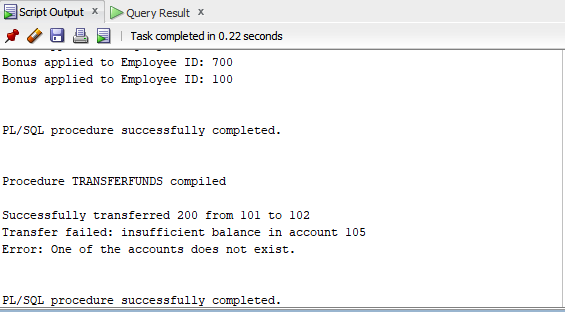 Script Output x Query Result x
Task completed in 0.22 seconds
Bonus applied to Employee ID: 700
Bonus applied to Employee ID: 100
PL/SQL procedure successfully completed.
Procedure TRANSFERFUNDS compiled
Successfully transferred 200 from 101 to 102
Transfer failed: insufficient balance in account 105
Error: One of the accounts does not exist.
PL/SQL procedure successfully completed.